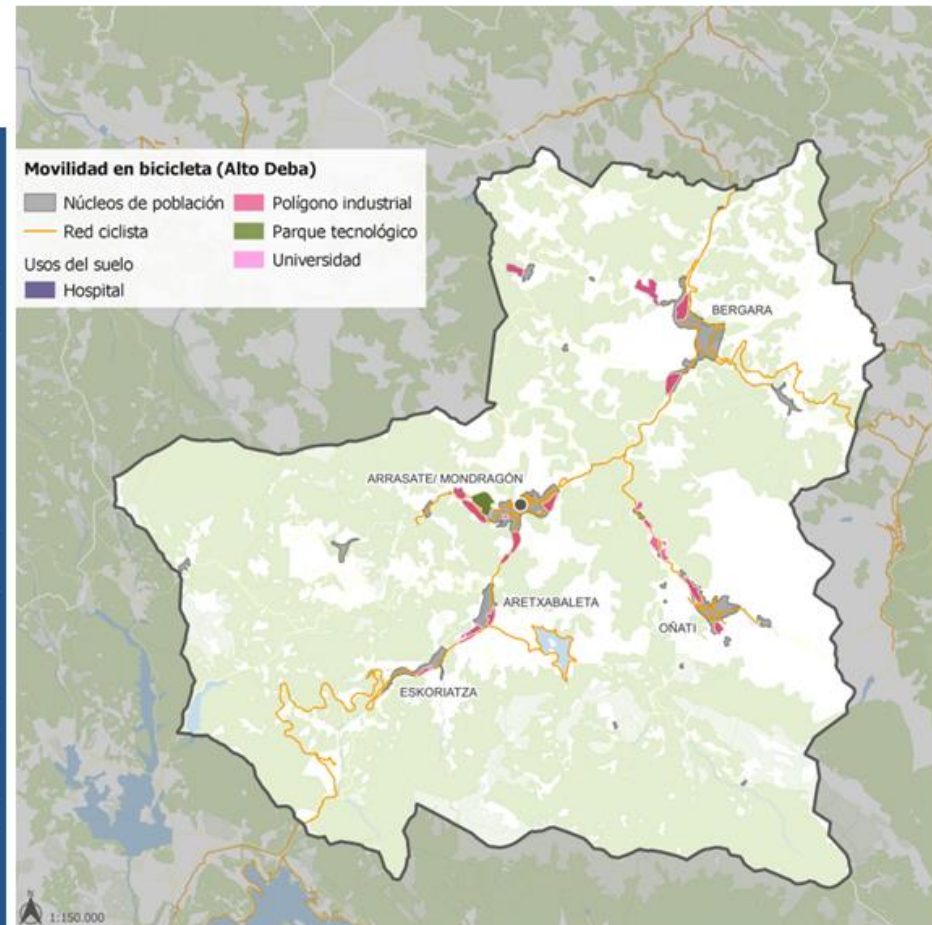 Movilidad en bicicleta (Alto Deba)
Núcleos de población
Polígono industrial
Red ciclista
Parque tecnológico
Usos del suelo
Universidad
Hospital
BERGARA
ARRASATE/ MONDRAGÓN
ARETXABALETA
OÑATI
ESKORIATZA
N
1:150.000